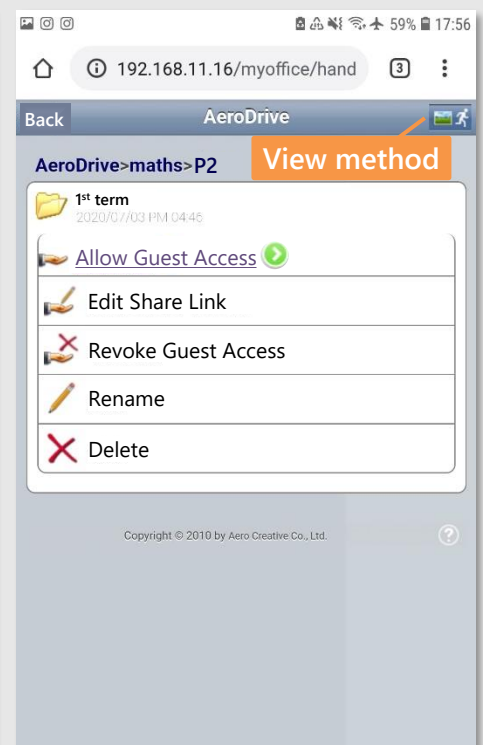 59% 17:56
192.168.11.16/myoffice/hand 3
Back AeroDrive
View method
AeroDrive>maths>P2
1st term
2020/07/03 PM 04:46
Allow Guest Access
Edit Share Link
Revoke Guest Access
Rename
Delete
Copyright © 2010 by Aero Creative Co., Ltd. ?